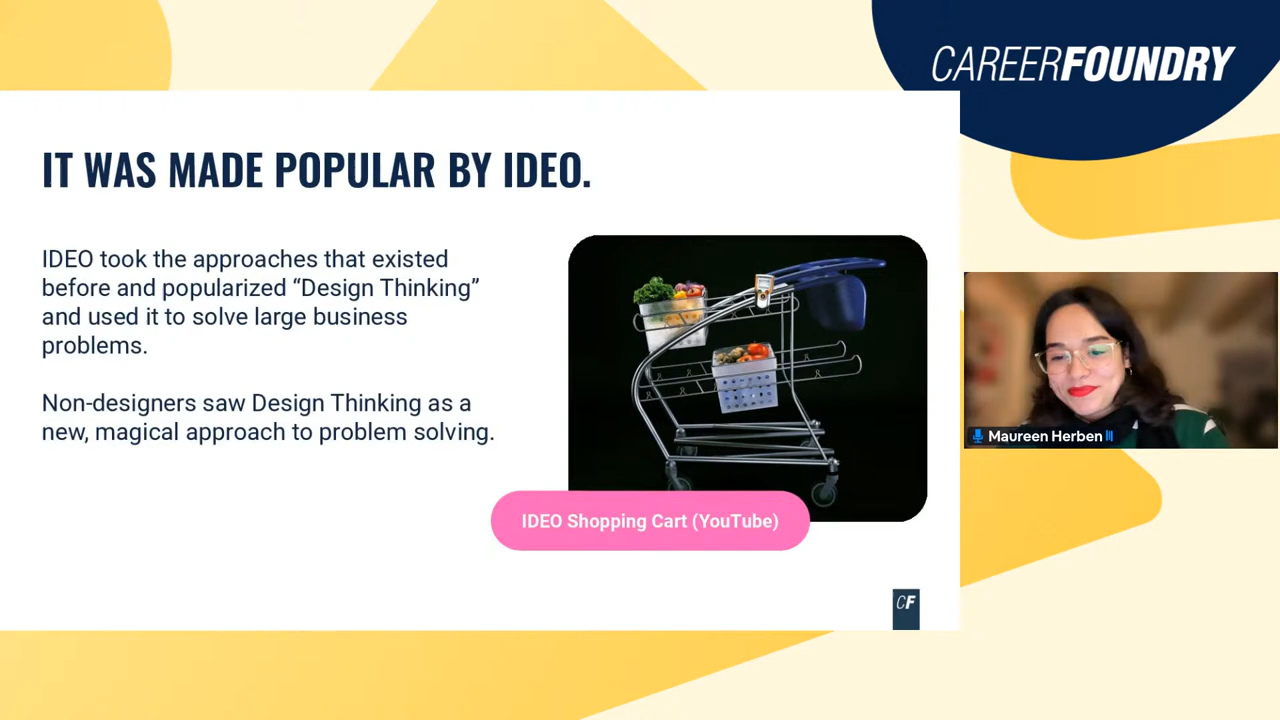 CAREERFOUNDRY
IT WAS MADE POPULAR BY IDEO.
IDEO took the approaches that existed
before and popularized “Design Thinking”
and used it to solve large business
problems.
Non-designers saw Design Thinking as a
new, magical approach to problem solving.
IDEO Shopping Cart (YouTube)
Maureen Herben
CF